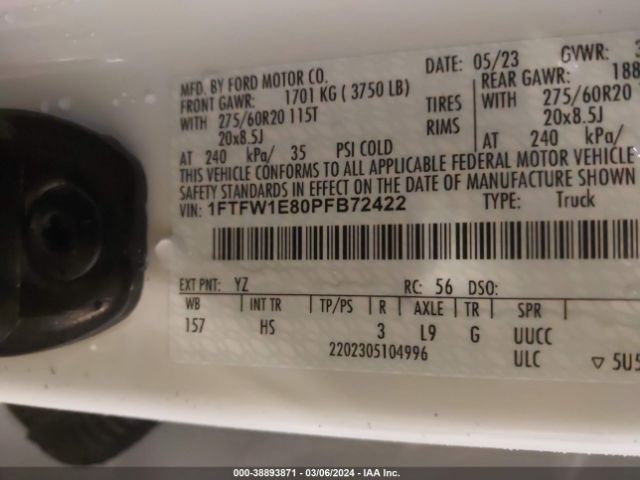 MFD. BY FORD MOTOR CO. DATE: 05/23 GVWR: 3
FRONT GAWR: 1701 KG ( 3750 LB) REAR GAWR: 188
WITH 275/60R20 115T TIRES WITH 275/60R20
20x8.5J RIMS 20x8.5J
AT 240 kPa/ 35 PSI COLD AT 240 kPa/
THIS VEHICLE CONFORMS TO ALL APPLICABLE FEDERAL MOTOR VEHICLE
SAFETY STANDARDS IN EFFECT ON THE DATE OF MANUFACTURE SHOWN
VIN: 1FTFW1E80PFB72422 TYPE: Truck
EXT PNT: YZ RC: 56 DSO:
WB INT TR TP/PS R AXLE TR SPR
157 HS 3 L9 G UUCC
2202305104996 ULC ▽ 5U5
000-38893871 / 03/06/2024 - IAA Inc.